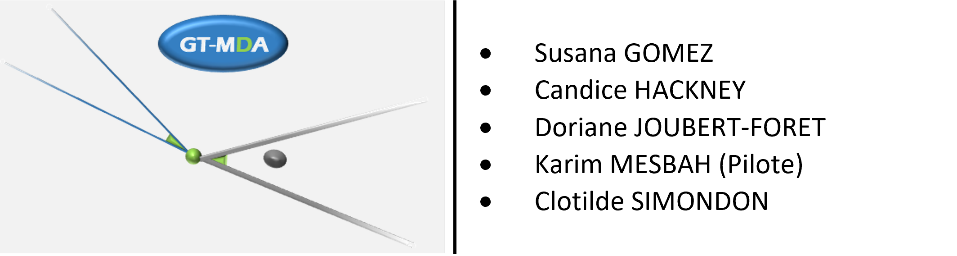 GT-MDA
• Susana GOMEZ
• Candice HACKNEY
• Doriane JOUBERT-FORET
• Karim MESBAH (Pilote)
• Clotilde SIMONDON